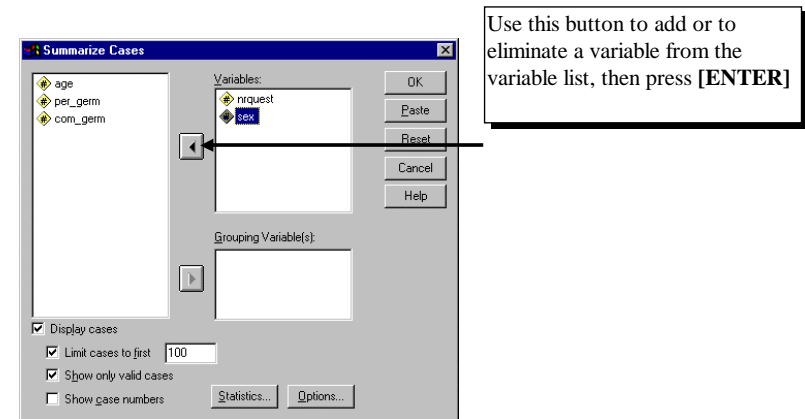 Use this button to add or to
eliminate a variable from the
variable list, then press [ENTER]
Summarize Cases
age
per_germ
com_germ
Variables:
nrquest
sex
OK
Paste
Reset
Cancel
Help
Grouping Variable(s):
Display cases
Limit cases to first 100
Show only valid cases
Show case numbers
Statistics...
Options...